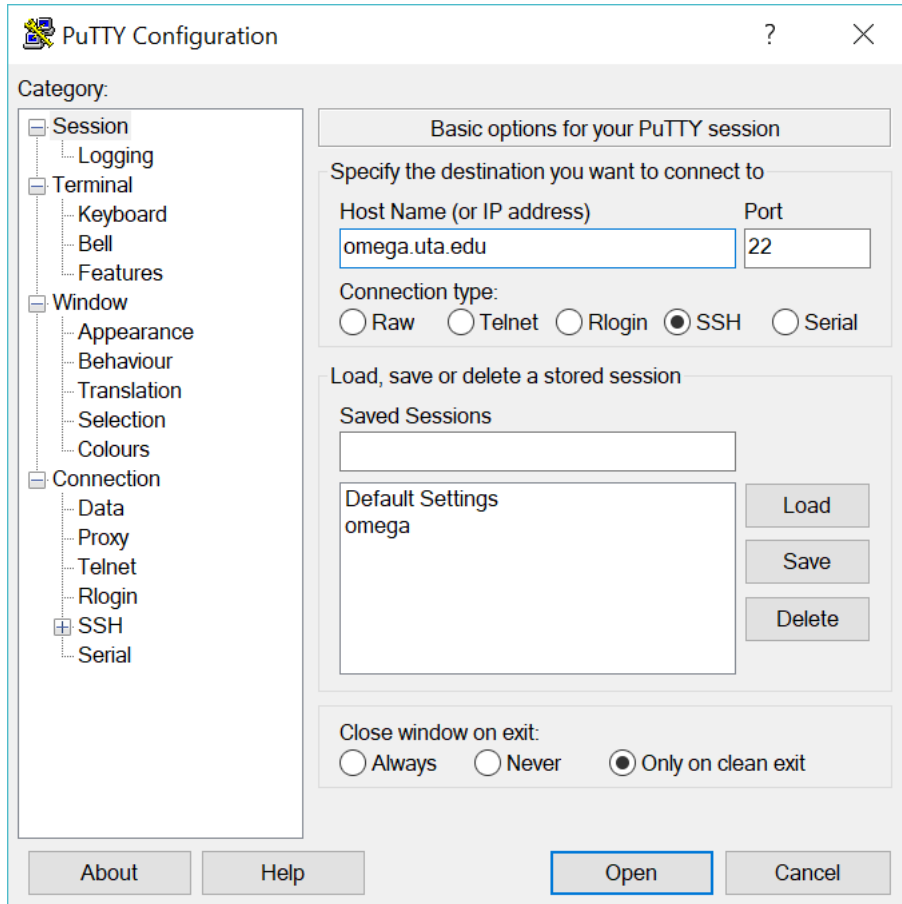 PuTTY Configuration
?
Category:
Session
Logging
Terminal
Keyboard
Bell
Features
Window
Appearance
Behaviour
Translation
Selection
Colours
Connection
Data
Proxy
Telnet
Rlogin
SSH
Serial
Basic options for your PuTTY session
Specify the destination you want to connect to
Host Name (or IP address) Port
omega.uta.edu 22
Connection type:
Raw Telnet Rlogin SSH Serial
Load, save or delete a stored session
Saved Sessions
Default Settings
omega
Load
Save
Delete
Close window on exit:
Always Never Only on clean exit
About Help Open Cancel